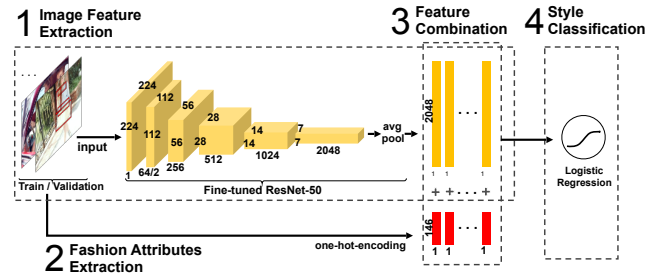 1 Image Feature
Extraction
3 Feature
Combination
4 Style
Classification
...
224
112
56
28
14
7
224
112
56
28
14
7
1
64/2
256
512
1024
2048
input
avg
pool
2048
1 1 1
+ + .... +
Train / Validation
Fine-tuned ResNet-50
Logistic
Regression
2 Fashion Attributes
Extraction
one-hot-encoding
146
...
1 1 1